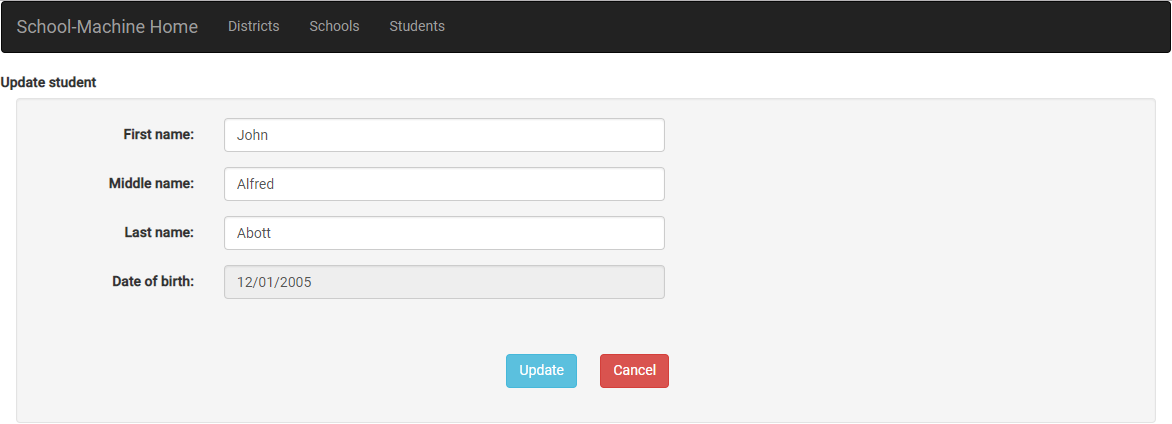 School-Machine Home Districts Schools Students
Update student
First name: John
Middle name: Alfred
Last name: Abott
Date of birth: 12/01/2005
Update Cancel